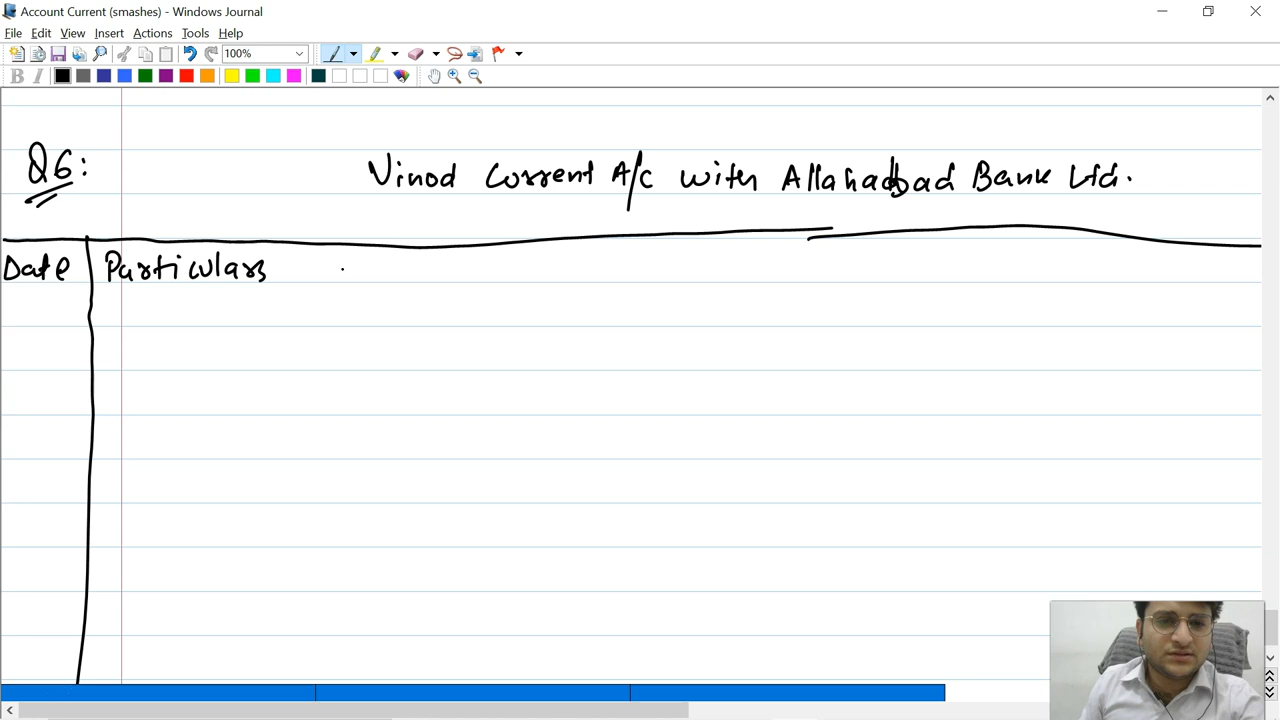 Account Current (smashes) - Windows Journal
File Edit View Insert Actions Tools Help
100%
B I
Q6: Vinod Current A/c with Allahabad Bank Ltd.
Date Particulars